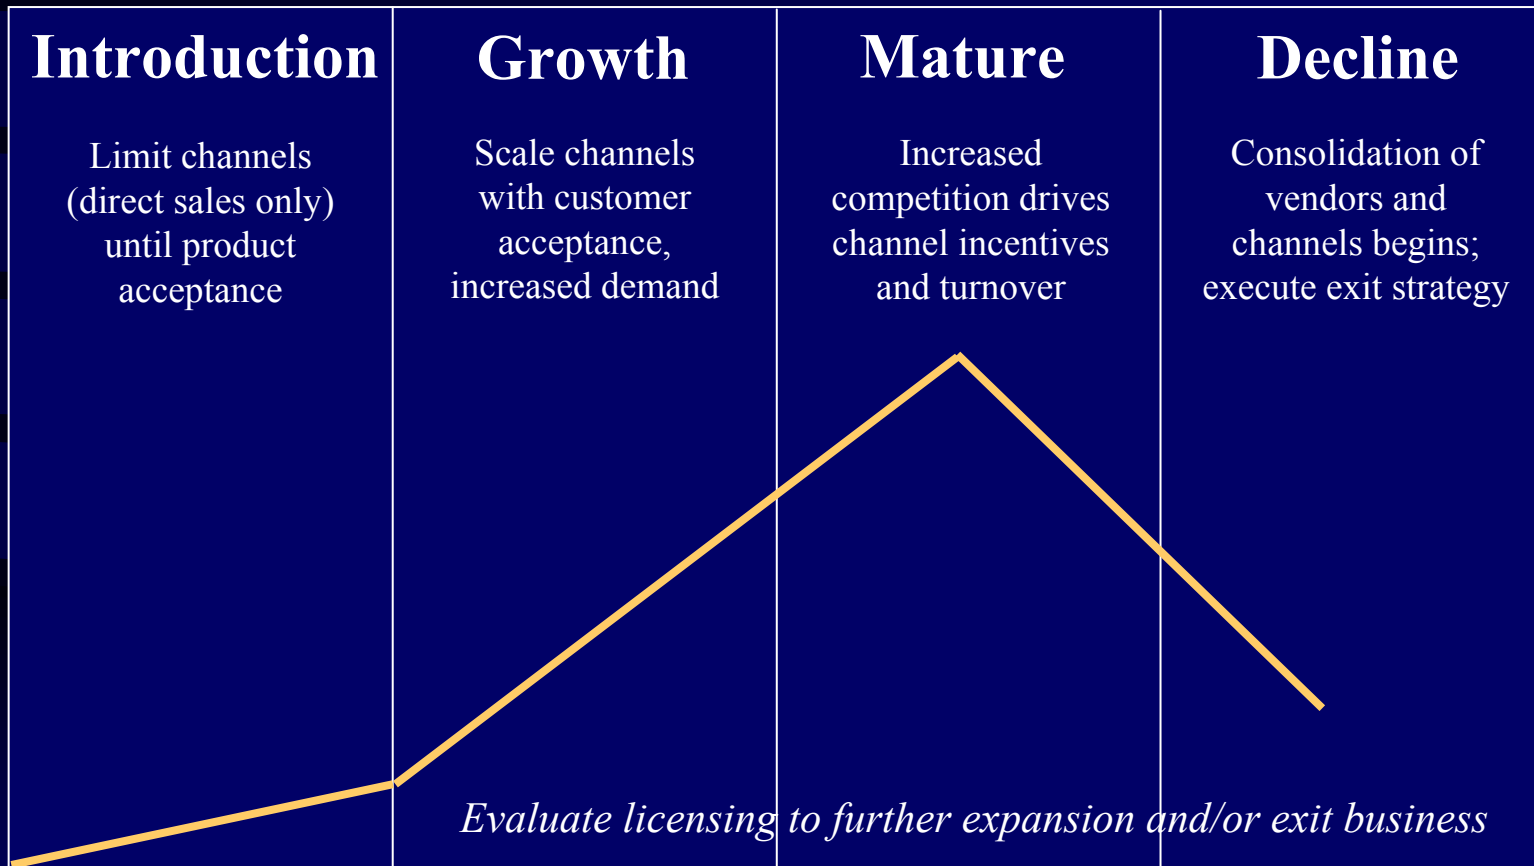 Introduction
Limit channels
(direct sales only)
until product
acceptance
Growth
Scale channels
with customer
acceptance,
increased demand
Mature
Increased
competition drives
channel incentives
and turnover
Decline
Consolidation of
vendors and
channels begins;
execute exit strategy
Evaluate licensing to further expansion and/or exit business